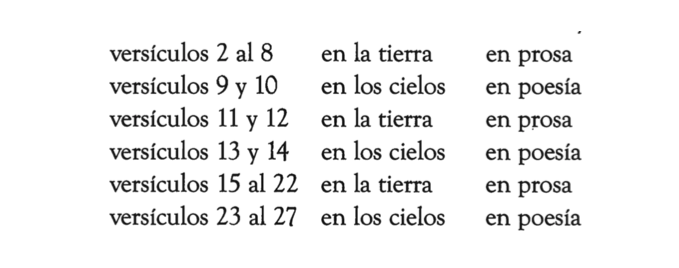 versículos 2 al 8 en la tierra en prosa
versículos 9 y 10 en los cielos en poesía
versículos 11 y 12 en la tierra en prosa
versículos 13 y 14 en los cielos en poesía
versículos 15 al 22 en la tierra en prosa
versículos 23 al 27 en los cielos en poesía